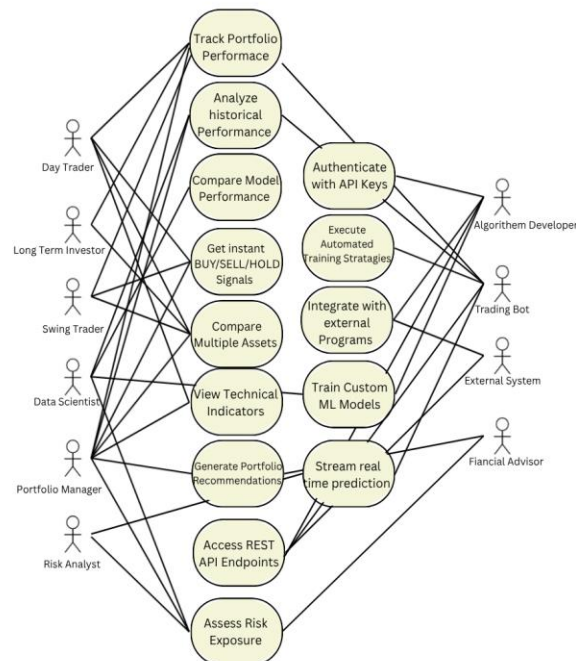 Track Portfolio
Performace
Analyze
historical
Performance
Compare Model
Performance
Get instant
BUY/SELL/HOLD
Signals
Compare
Multiple Assets
View Technical
Indicators
Generate Portfolio
Recommendations
Access REST
API Endpoints
Assess Risk
Exposure
Authenticate
with API Keys
Execute
Automated
Training Stratagies
Integrate with
external
Programs
Train Custom
ML Models
Stream real
time prediction
Day Trader
Long Term Investor
Swing Trader
Data Scientist
Portfolio Manager
Risk Analyst
Algorithem Developer
Trading Bot
External System
Fiancial Advisor